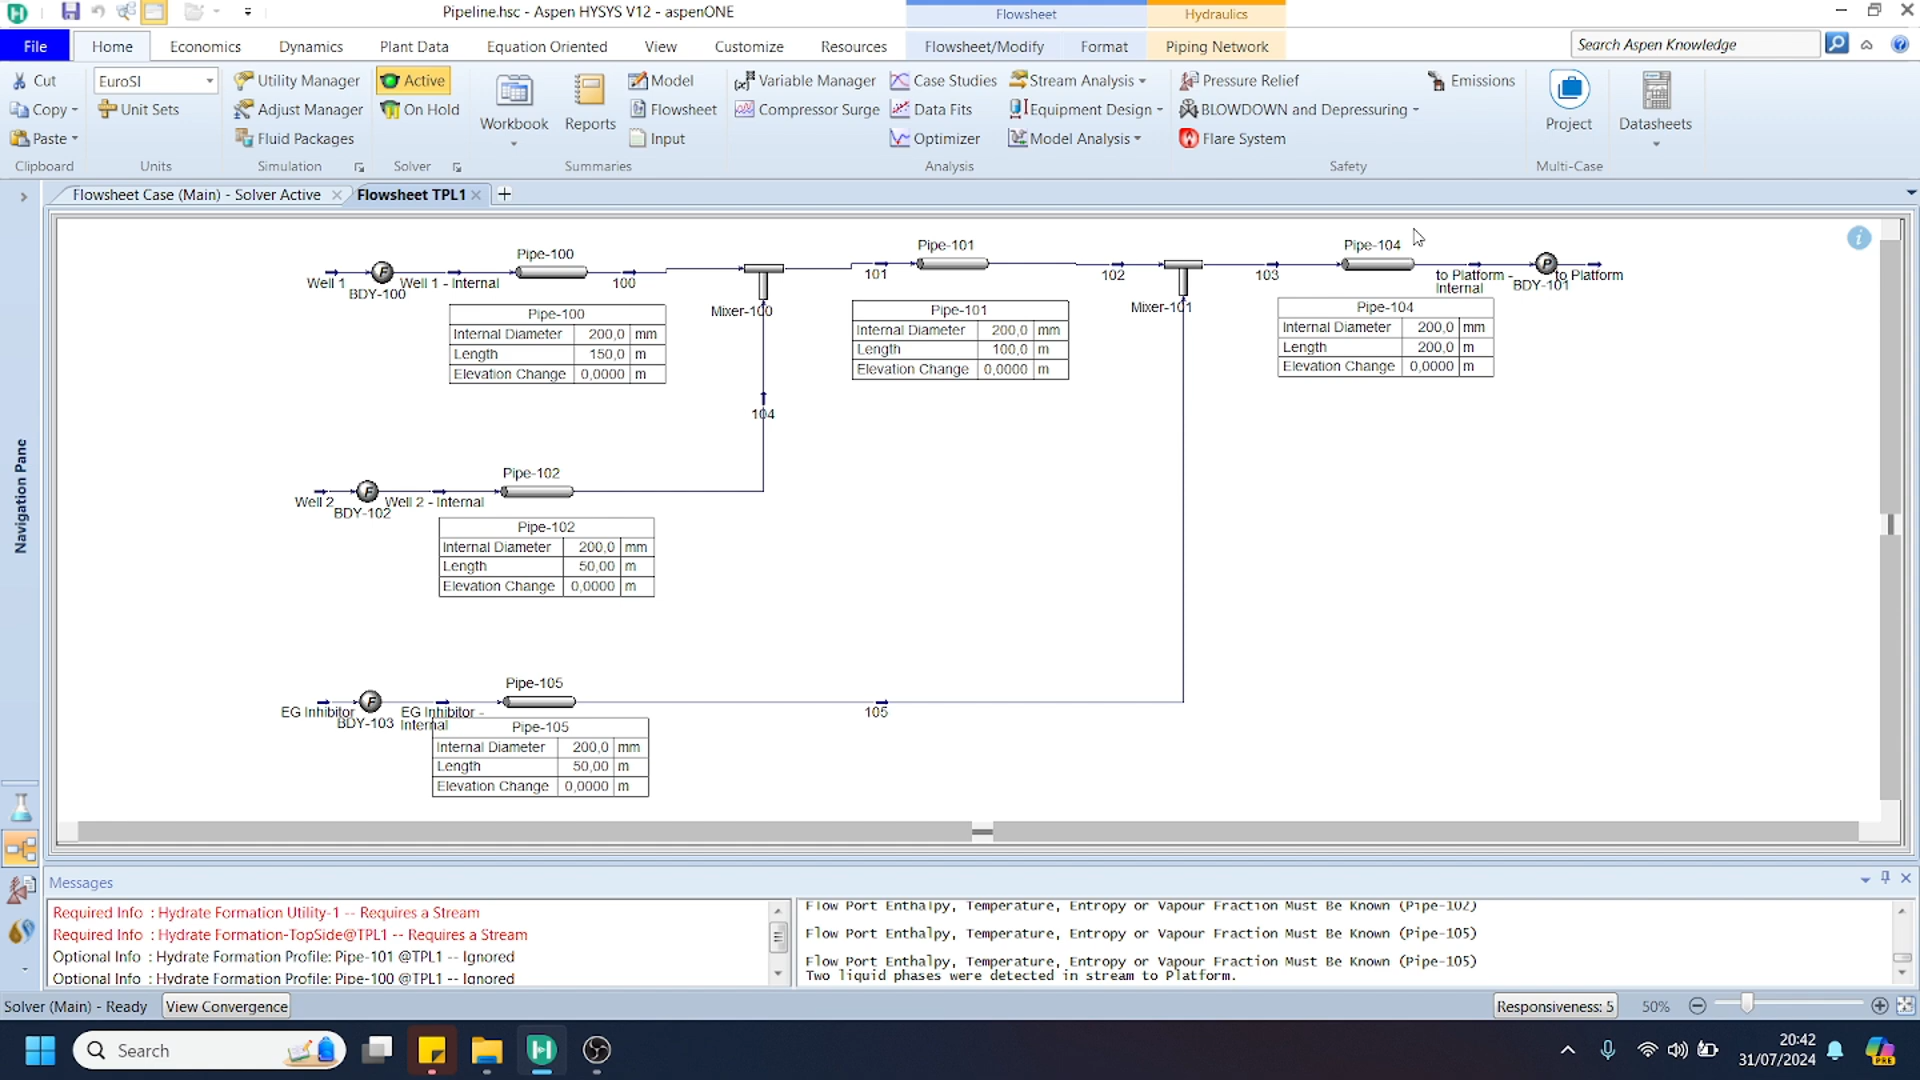 Pipeline.hsc - Aspen HYSYS V12 - aspenONE
Flowsheet
Hydraulics
File
Home
Economics
Dynamics
Plant Data
Equation Oriented
View
Customize
Resources
Flowsheet/Modify
Format
Piping Network
Search Aspen Knowledge
Cut
Copy
Paste
Clipboard
EuroSI
Unit Sets
Units
Utility Manager
Adjust Manager
Fluid Packages
Simulation
Active
On Hold
Solver
Workbook
Reports
Model
Flowsheet
Input
Summaries
Variable Manager
Compressor Surge
Case Studies
Data Fits
Optimizer
Stream Analysis
Equipment Design
Model Analysis
Analysis
Pressure Relief
BLOWDOWN and Depressuring
Flare System
Emissions
Safety
Project
Multi-Case
Datasheets
Flowsheet Case (Main) - Solver Active
Flowsheet TPL1
Navigation Pane
Well 1
F
BDY-100
Well 1 - Internal
Pipe-100
100
Mixer-100
101
Pipe-101
102
Mixer-101
103
Pipe-104
to Platform - Internal
P
BDY-101
to Platform
Pipe-100
Internal Diameter 200,0 mm
Length 150,0 m
Elevation Change 0,0000 m
Pipe-101
Internal Diameter 200,0 mm
Length 100,0 m
Elevation Change 0,0000 m
Pipe-104
Internal Diameter 200,0 mm
Length 200,0 m
Elevation Change 0,0000 m
104
Well 2
F
BDY-102
Well 2 - Internal
Pipe-102
Pipe-102
Internal Diameter 200,0 mm
Length 50,00 m
Elevation Change 0,0000 m
EG Inhibitor
F
BDY-103
EG Inhibitor - Internal
Pipe-105
105
Pipe-105
Internal Diameter 200,0 mm
Length 50,00 m
Elevation Change 0,0000 m
Messages
Required Info : Hydrate Formation Utility-1 -- Requires a Stream
Required Info : Hydrate Formation-TopSide@TPL1 -- Requires a Stream
Optional Info : Hydrate Formation Profile: Pipe-101 @TPL1 -- Ignored
Optional Info : Hydrate Formation Profile: Pipe-100 @TPL1 -- Ignored
Flow Port Enthalpy, Temperature, Entropy or Vapour Fraction Must Be Known (Pipe-102)
Flow Port Enthalpy, Temperature, Entropy or Vapour Fraction Must Be Known (Pipe-105)
Flow Port Enthalpy, Temperature, Entropy or Vapour Fraction Must Be Known (Pipe-105)
Two liquid phases were detected in stream to Platform.
Solver (Main) - Ready
View Convergence
Responsiveness: 5
50%
Search
20:42
31/07/2024
PRE